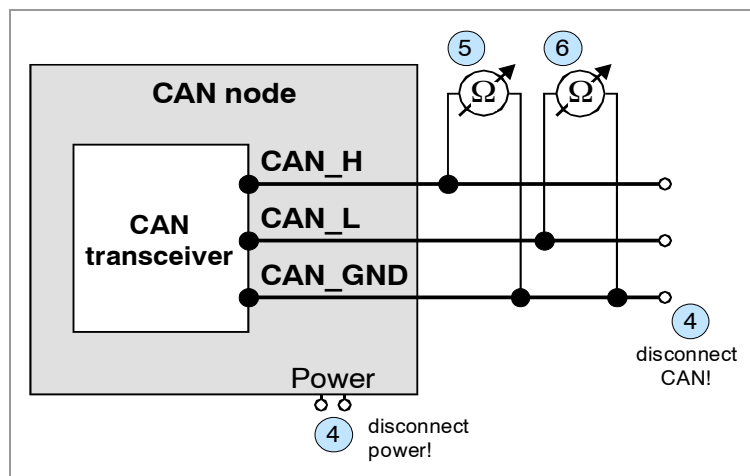 5
6
Ω
Ω
CAN node
CAN_H
CAN
transceiver
CAN_L
CAN_GND
4
disconnect
CAN!
Power
4
disconnect
power!